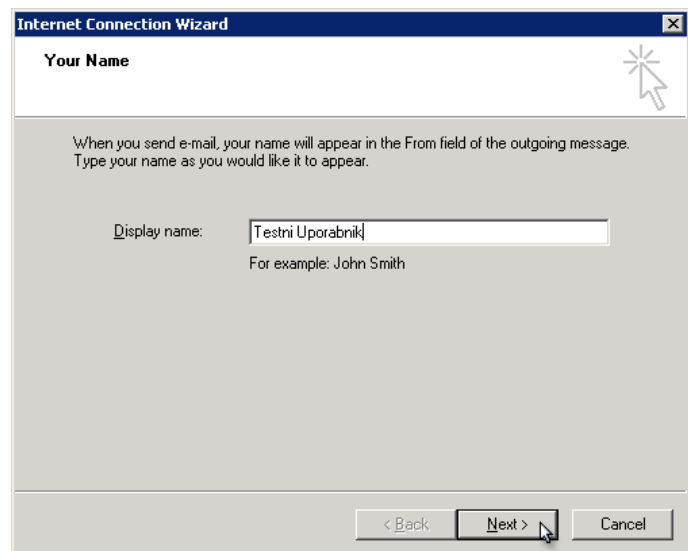 Internet Connection Wizard
Your Name
When you send e-mail, your name will appear in the From field of the outgoing message.
Type your name as you would like it to appear.
Display name: Testni Uporabnik
For example: John Smith
< Back Next > Cancel